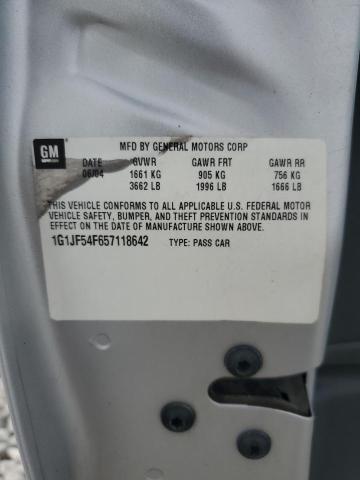 GM
MFD BY GENERAL MOTORS CORP
DATE GVWR GAWR FRT GAWR RR
06/04 1661 KG 905 KG 756 KG
3662 LB 1996 LB 1666 LB
THIS VEHICLE CONFORMS TO ALL APPLICABLE U.S. FEDERAL MOTOR
VEHICLE SAFETY, BUMPER, AND THEFT PREVENTION STANDARDS IN
EFFECT ON THE DATE OF MANUFACTURE SHOWN ABOVE.
1G1JF54F657118642 TYPE: PASS CAR